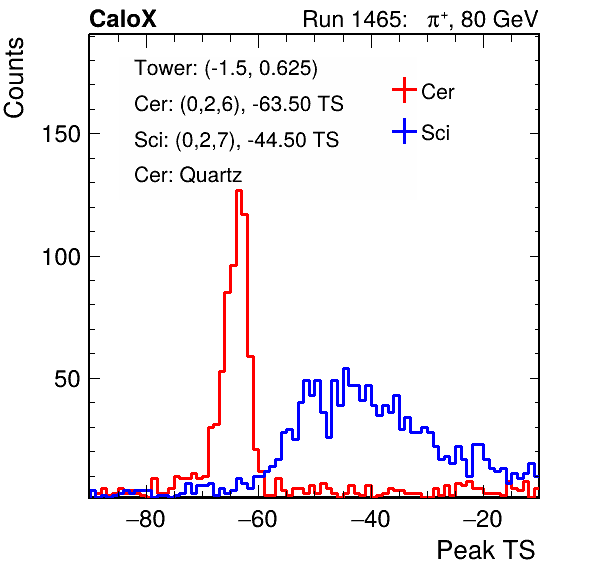 CaloX Run 1465: π+, 80 GeV
Counts
Tower: (-1.5, 0.625)
Cer: (0,2,6), -63.50 TS
Sci: (0,2,7), -44.50 TS
Cer: Quartz
Cer
Sci
150
100
50
−80 −60 −40 −20
Peak TS